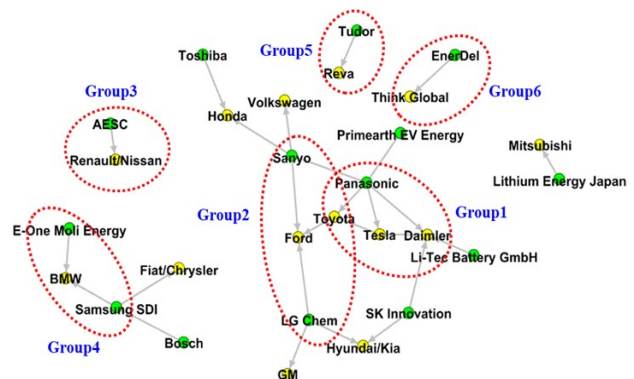 Tudor
Group5
EnerDel
Toshiba
Reva
Group3
Think Global
Group6
Volkswagen
Honda
AESC
Primearth EV Energy
Mitsubishi
Renault/Nissan
Sanyo
Panasonic
Lithium Energy Japan
Group2
Toyota
Group1
E-One Moli Energy
Ford
Tesla
Daimler
Li-Tec Battery GmbH
Fiat/Chrysler
BMW
Samsung SDI
LG Chem
SK Innovation
Group4
Bosch
Hyundai/Kia
GM